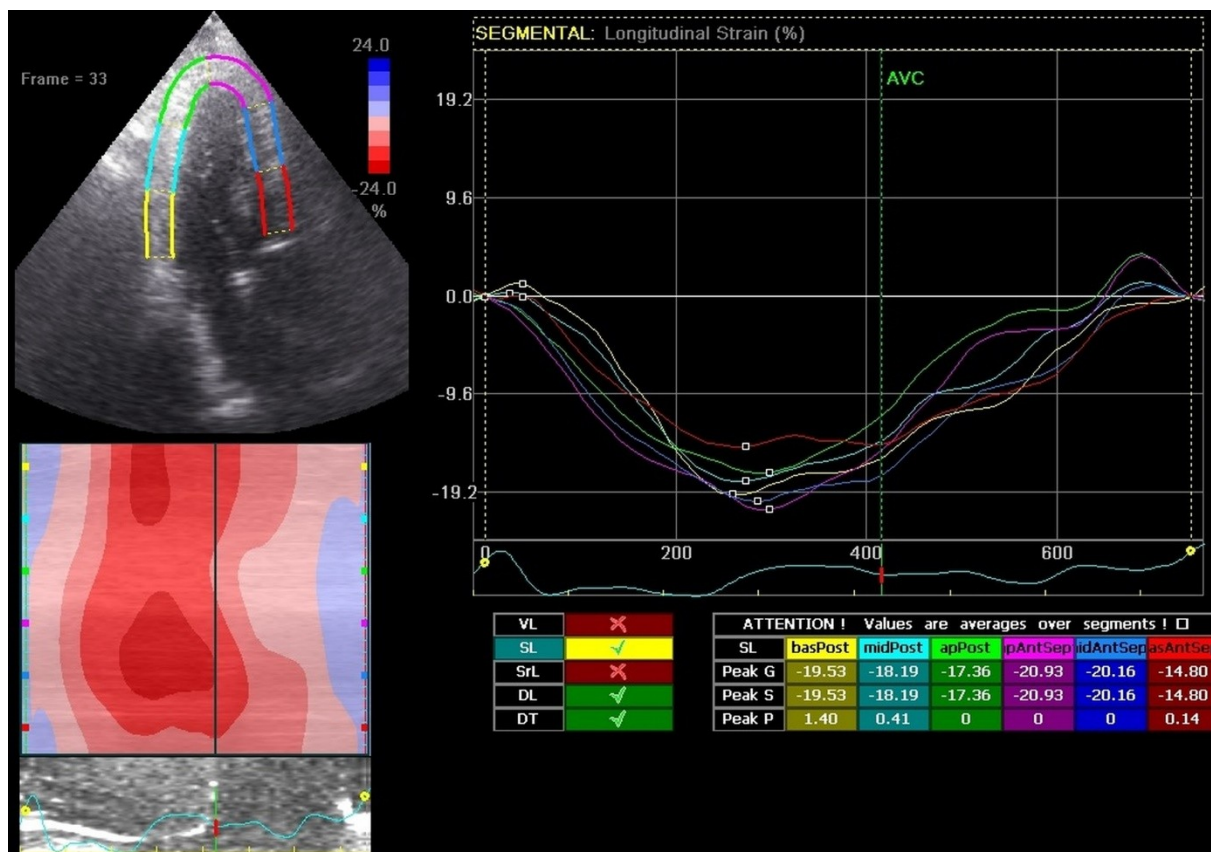 SEGMENTAL: Longitudinal Strain (%)
Frame = 33
24.0
-24.0
%
AVC
19.2
9.6
0.0
-9.6
-19.2
0 200 400 600
VL
SL
SrL
DL
DT
ATTENTION ! Values are averages over segments !
SL basPost midPost apPost pAntSep idAntSep asAntSe
Peak G -19.53 -18.19 -17.36 -20.93 -20.16 -14.80
Peak S -19.53 -18.19 -17.36 -20.93 -20.16 -14.80
Peak P 1.40 0.41 0 0 0 0.14